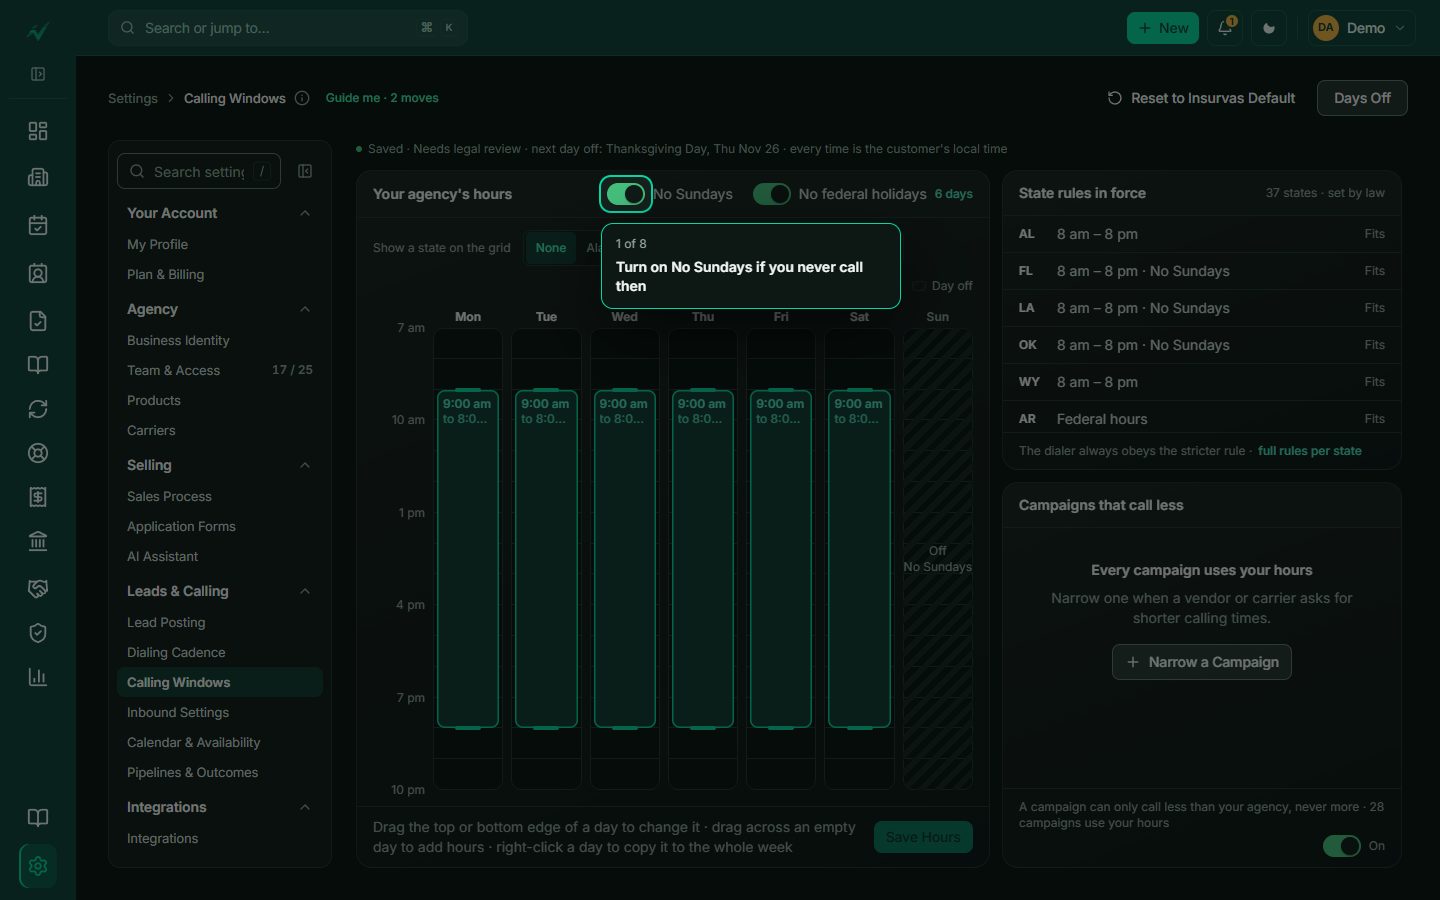 Search or jump to...
⌘ K
+ New
1
DA
Demo
Settings > Calling Windows
Guide me · 2 moves
Reset to Insurvas Default
Days Off
Search setting /
Your Account
My Profile
Plan & Billing
Agency
Business Identity
Team & Access 17 / 25
Products
Carriers
Selling
Sales Process
Application Forms
AI Assistant
Leads & Calling
Lead Posting
Dialing Cadence
Calling Windows
Inbound Settings
Calendar & Availability
Pipelines & Outcomes
Integrations
Integrations
Saved · Needs legal review · next day off: Thanksgiving Day, Thu Nov 26 · every time is the customer's local time
Your agency's hours
No Sundays
No federal holidays
6 days
Show a state on the grid
None
1 of 8
Turn on No Sundays if you never call
then
Day off
Mon Tue Wed Thu Fri Sat Sun
7 am
10 am
1 pm
4 pm
7 pm
10 pm
9:00 am 9:00 am 9:00 am 9:00 am 9:00 am 9:00 am
to 8:0... to 8:0... to 8:0... to 8:0... to 8:0... to 8:0...
Off
No Sundays
Drag the top or bottom edge of a day to change it · drag across an empty
day to add hours · right-click a day to copy it to the whole week
Save Hours
State rules in force
37 states · set by law
AL 8 am – 8 pm Fits
FL 8 am – 8 pm · No Sundays Fits
LA 8 am – 8 pm · No Sundays Fits
OK 8 am – 8 pm · No Sundays Fits
WY 8 am – 8 pm Fits
AR Federal hours Fits
The dialer always obeys the stricter rule · full rules per state
Campaigns that call less
Every campaign uses your hours
Narrow one when a vendor or carrier asks for
shorter calling times.
+ Narrow a Campaign
A campaign can only call less than your agency, never more · 28
campaigns use your hours
On